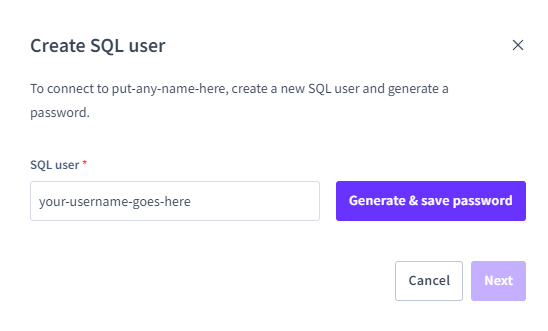 Create SQL user
To connect to put-any-name-here, create a new SQL user and generate a
password.
SQL user *
your-username-goes-here
Generate & save password
Cancel
Next